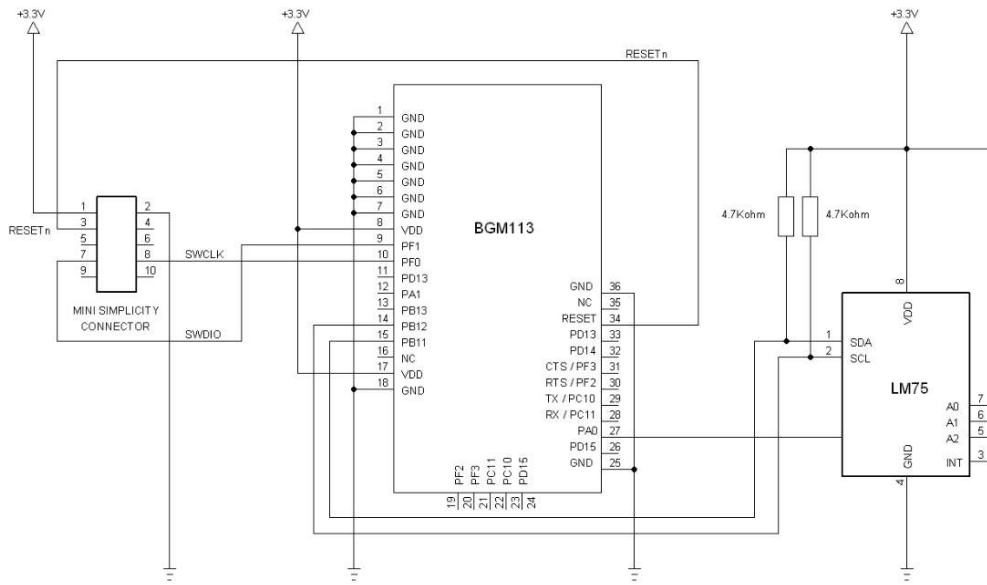 +3.3V
+3.3V
+3.3V
RESETn
1 2
3 4
5 6
7 8
9 10
RESETn
SWCLK
MINI SIMPLICITY
CONNECTOR
SWDIO
BGM113
1 GND
2 GND
3 GND
4 GND
5 GND
6 GND
7 GND
8 VDD
9 PF1
10 PF0
11 PD13
12 PA1
13 PB13
14 PB12
15 PB11
16 NC
17 VDD
18 GND
19 PF2
20 PF3
21 PC11
22 PC10
23 PD15
24
GND 36
NC 35
RESET 34
PD13 33
PD14 32
CTS / PF3 31
RTS / PF2 30
TX / PC10 29
RX / PC11 28
PA0 27
PD15 26
GND 25
4.7Kohm
4.7Kohm
8
VDD
1 SDA
2 SCL
LM75
A0 7
A1 6
A2 5
INT 3
GND
4